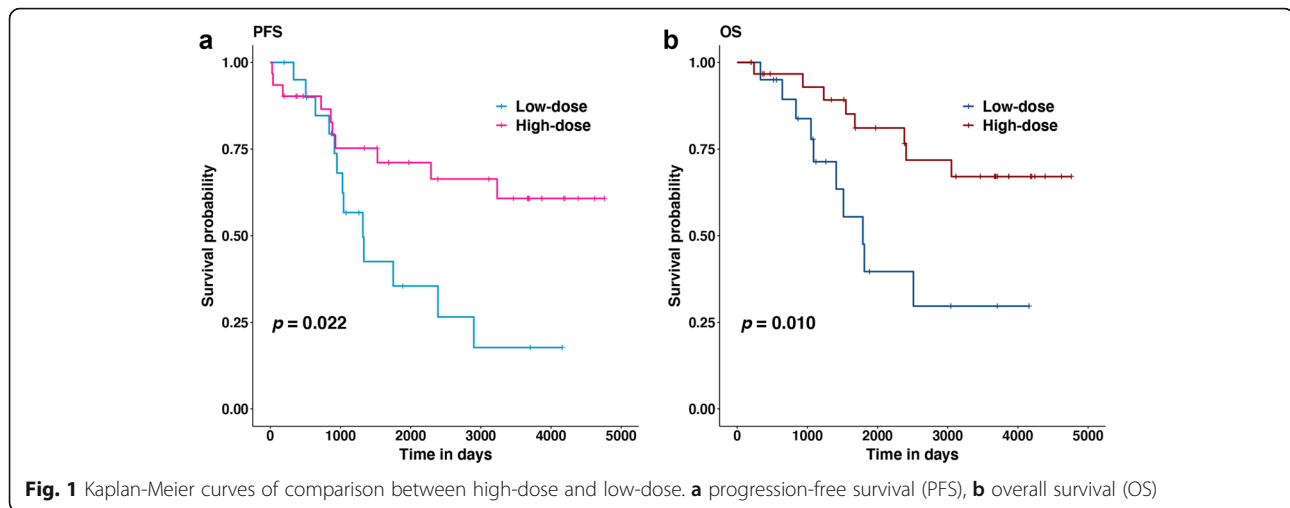 a
PFS
Survival probability
1.00
0.75
0.50
0.25
0.00
Low-dose
High-dose
p = 0.022
0 1000 2000 3000 4000 5000
Time in days
b
OS
Survival probability
1.00
0.75
0.50
0.25
0.00
Low-dose
High-dose
p = 0.010
0 1000 2000 3000 4000 5000
Time in days
Fig. 1 Kaplan-Meier curves of comparison between high-dose and low-dose. a progression-free survival (PFS), b overall survival (OS)